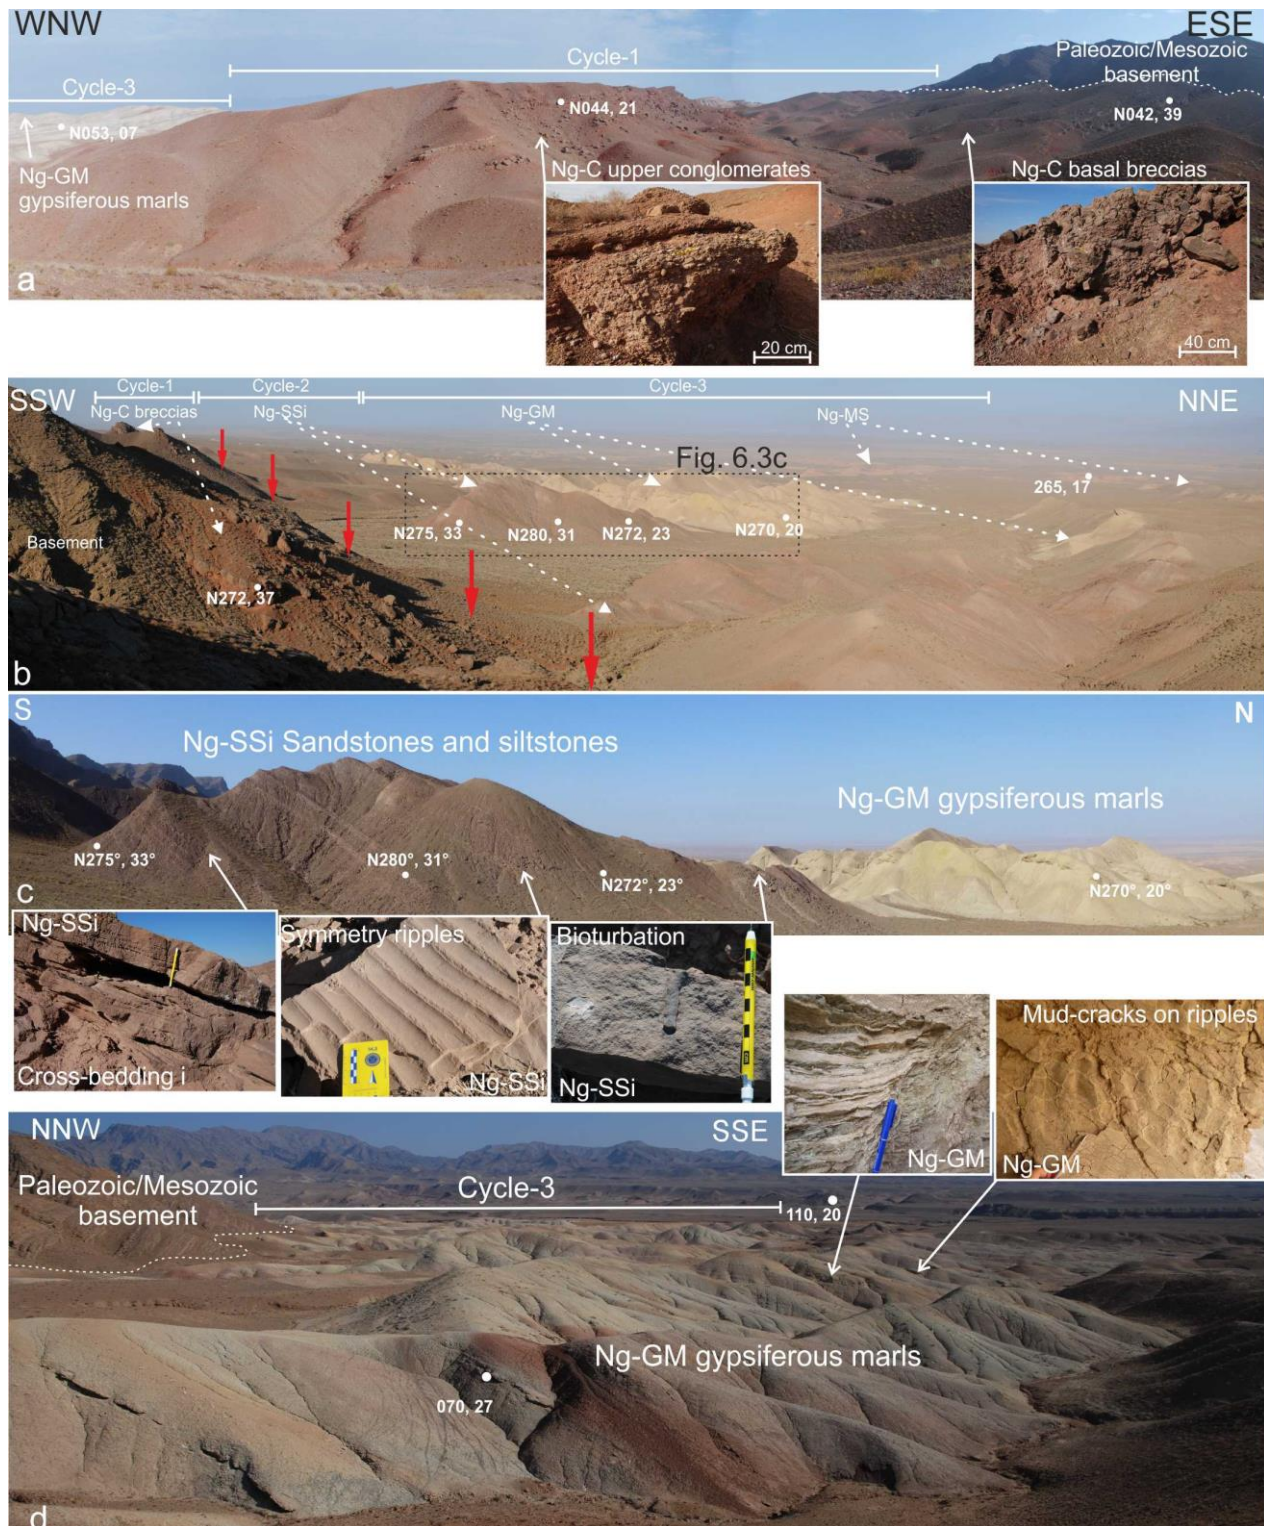 WNW
ESE
Cycle-1
Paleozoic/Mesozoic
basement
Cycle-3
N044, 21
N042, 39
N053, 07
Ng-GM
gypsiferous marls
Ng-C upper conglomerates
Ng-C basal breccias
20 cm
40 cm
a
SSW
Cycle-1
Cycle-2
Cycle-3
NNE
Ng-C breccias
Ng-SSi
Ng-GM
Ng-MS
Fig. 6.3c
265, 17
N275, 33
N280, 31
N272, 23
N270, 20
Basement
N272, 37
b
S
N
Ng-SSi Sandstones and siltstones
Ng-GM gypsiferous marls
N275°, 33°
N280°, 31°
N272°, 23°
N270°, 20°
c
Ng-SSi
Cross-bedding i
Symmetry ripples
Ng-SSi
Bioturbation
Ng-SSi
Ng-GM
Mud-cracks on ripples
Ng-GM
NNW
SSE
Paleozoic/Mesozoic
basement
Cycle-3
110, 20
Ng-GM gypsiferous marls
070, 27
d